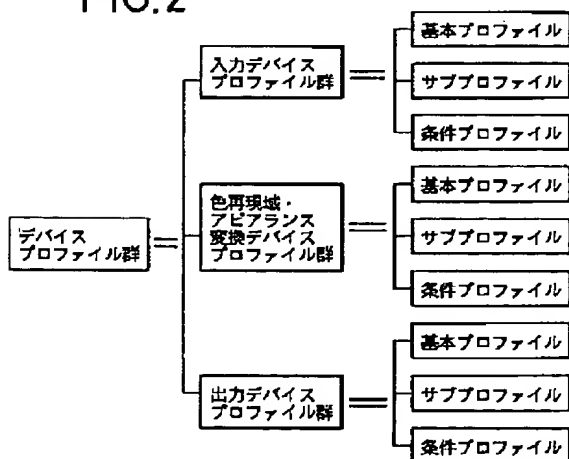 FIG.2
基本プロファイル
入力デバイス
プロファイル群
サブプロファイル
条件プロファイル
色再現域・
アピアランス
変換デバイス
プロファイル群
基本プロファイル
サブプロファイル
条件プロファイル
デバイス
プロファイル群
基本プロファイル
出力デバイス
プロファイル群
サブプロファイル
条件プロファイル